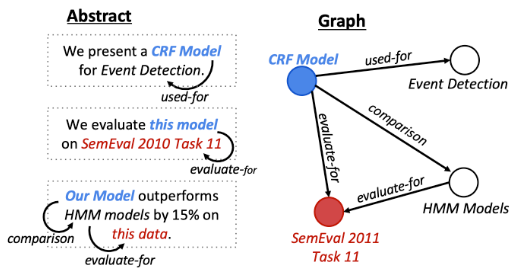 Abstract
We present a CRF Model
for Event Detection.
used-for
We evaluate this model
on SemEval 2010 Task 11
evaluate-for
Our Model outperforms
HMM models by 15% on
this data.
comparison
evaluate-for
Graph
CRF Model
used-for
Event Detection
comparison
evaluate-for
evaluate-for
HMM Models
SemEval 2011
Task 11